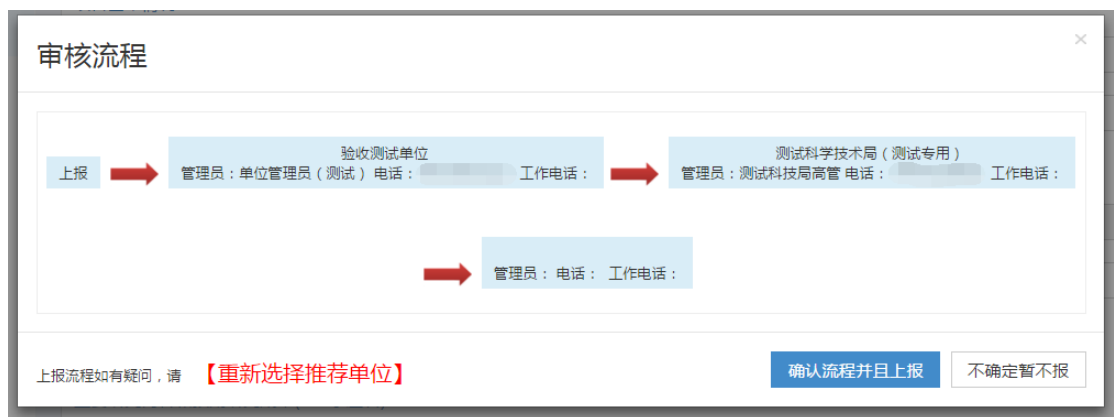 审核流程
×
上报
验收测试单位
管理员：单位管理员（测试） 电话： 工作电话：
测试科学技术局（测试专用）
管理员：测试科技局高管 电话： 工作电话：
管理员： 电话： 工作电话：
上报流程如有疑问，请 【重新选择推荐单位】
确认流程并且上报
不确定暂不报